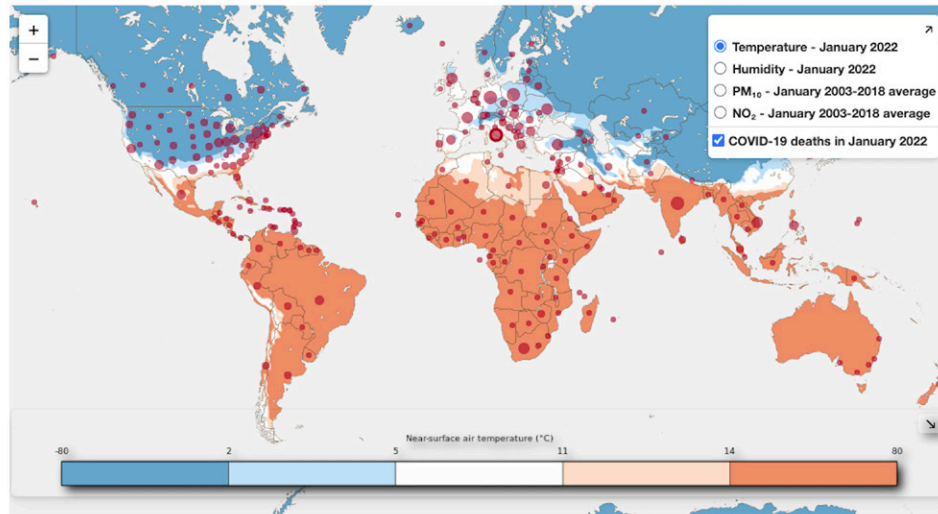 +
−
Temperature - January 2022
Humidity - January 2022
PM₁₀ - January 2003-2018 average
NO₂ - January 2003-2018 average
COVID-19 deaths in January 2022
Near-surface air temperature (°C)
-80 2 5 11 14 80